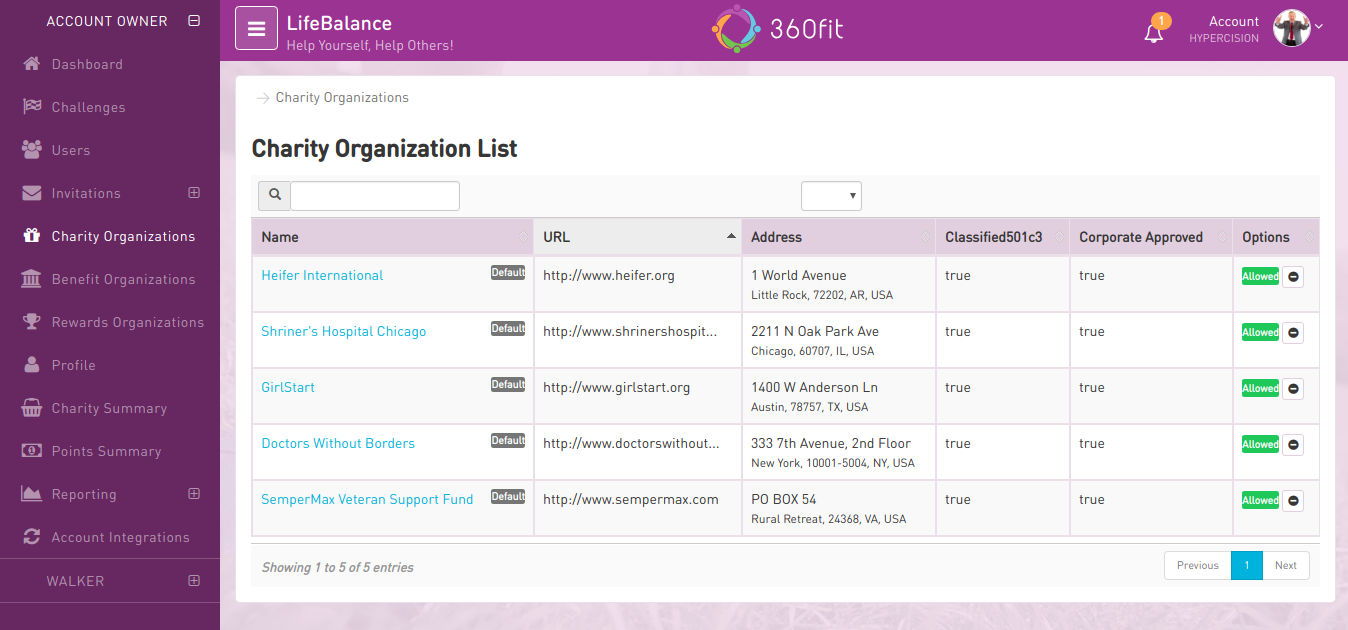 ACCOUNT OWNER
Dashboard
Challenges
Users
Invitations
Charity Organizations
Benefit Organizations
Rewards Organizations
Profile
Charity Summary
Points Summary
Reporting
Account Integrations
WALKER
LifeBalance
Help Yourself, Help Others!
360fit
1
Account
HYPERCISION
Charity Organizations
Charity Organization List
Name URL Address Classified501c3 Corporate Approved Options
Heifer International Default http://www.heifer.org 1 World Avenue true true Allowed
Little Rock, 72202, AR, USA
Shriner's Hospital Chicago Default http://www.shrinershospit... 2211 N Oak Park Ave true true Allowed
Chicago, 60707, IL, USA
GirlStart Default http://www.girlstart.org 1400 W Anderson Ln true true Allowed
Austin, 78757, TX, USA
Doctors Without Borders Default http://www.doctorswithout... 333 7th Avenue, 2nd Floor true true Allowed
New York, 10001-5004, NY, USA
SemperMax Veteran Support Fund Default http://www.sempermax.com PO BOX 54 true true Allowed
Rural Retreat, 24368, VA, USA
Showing 1 to 5 of 5 entries
Previous 1 Next